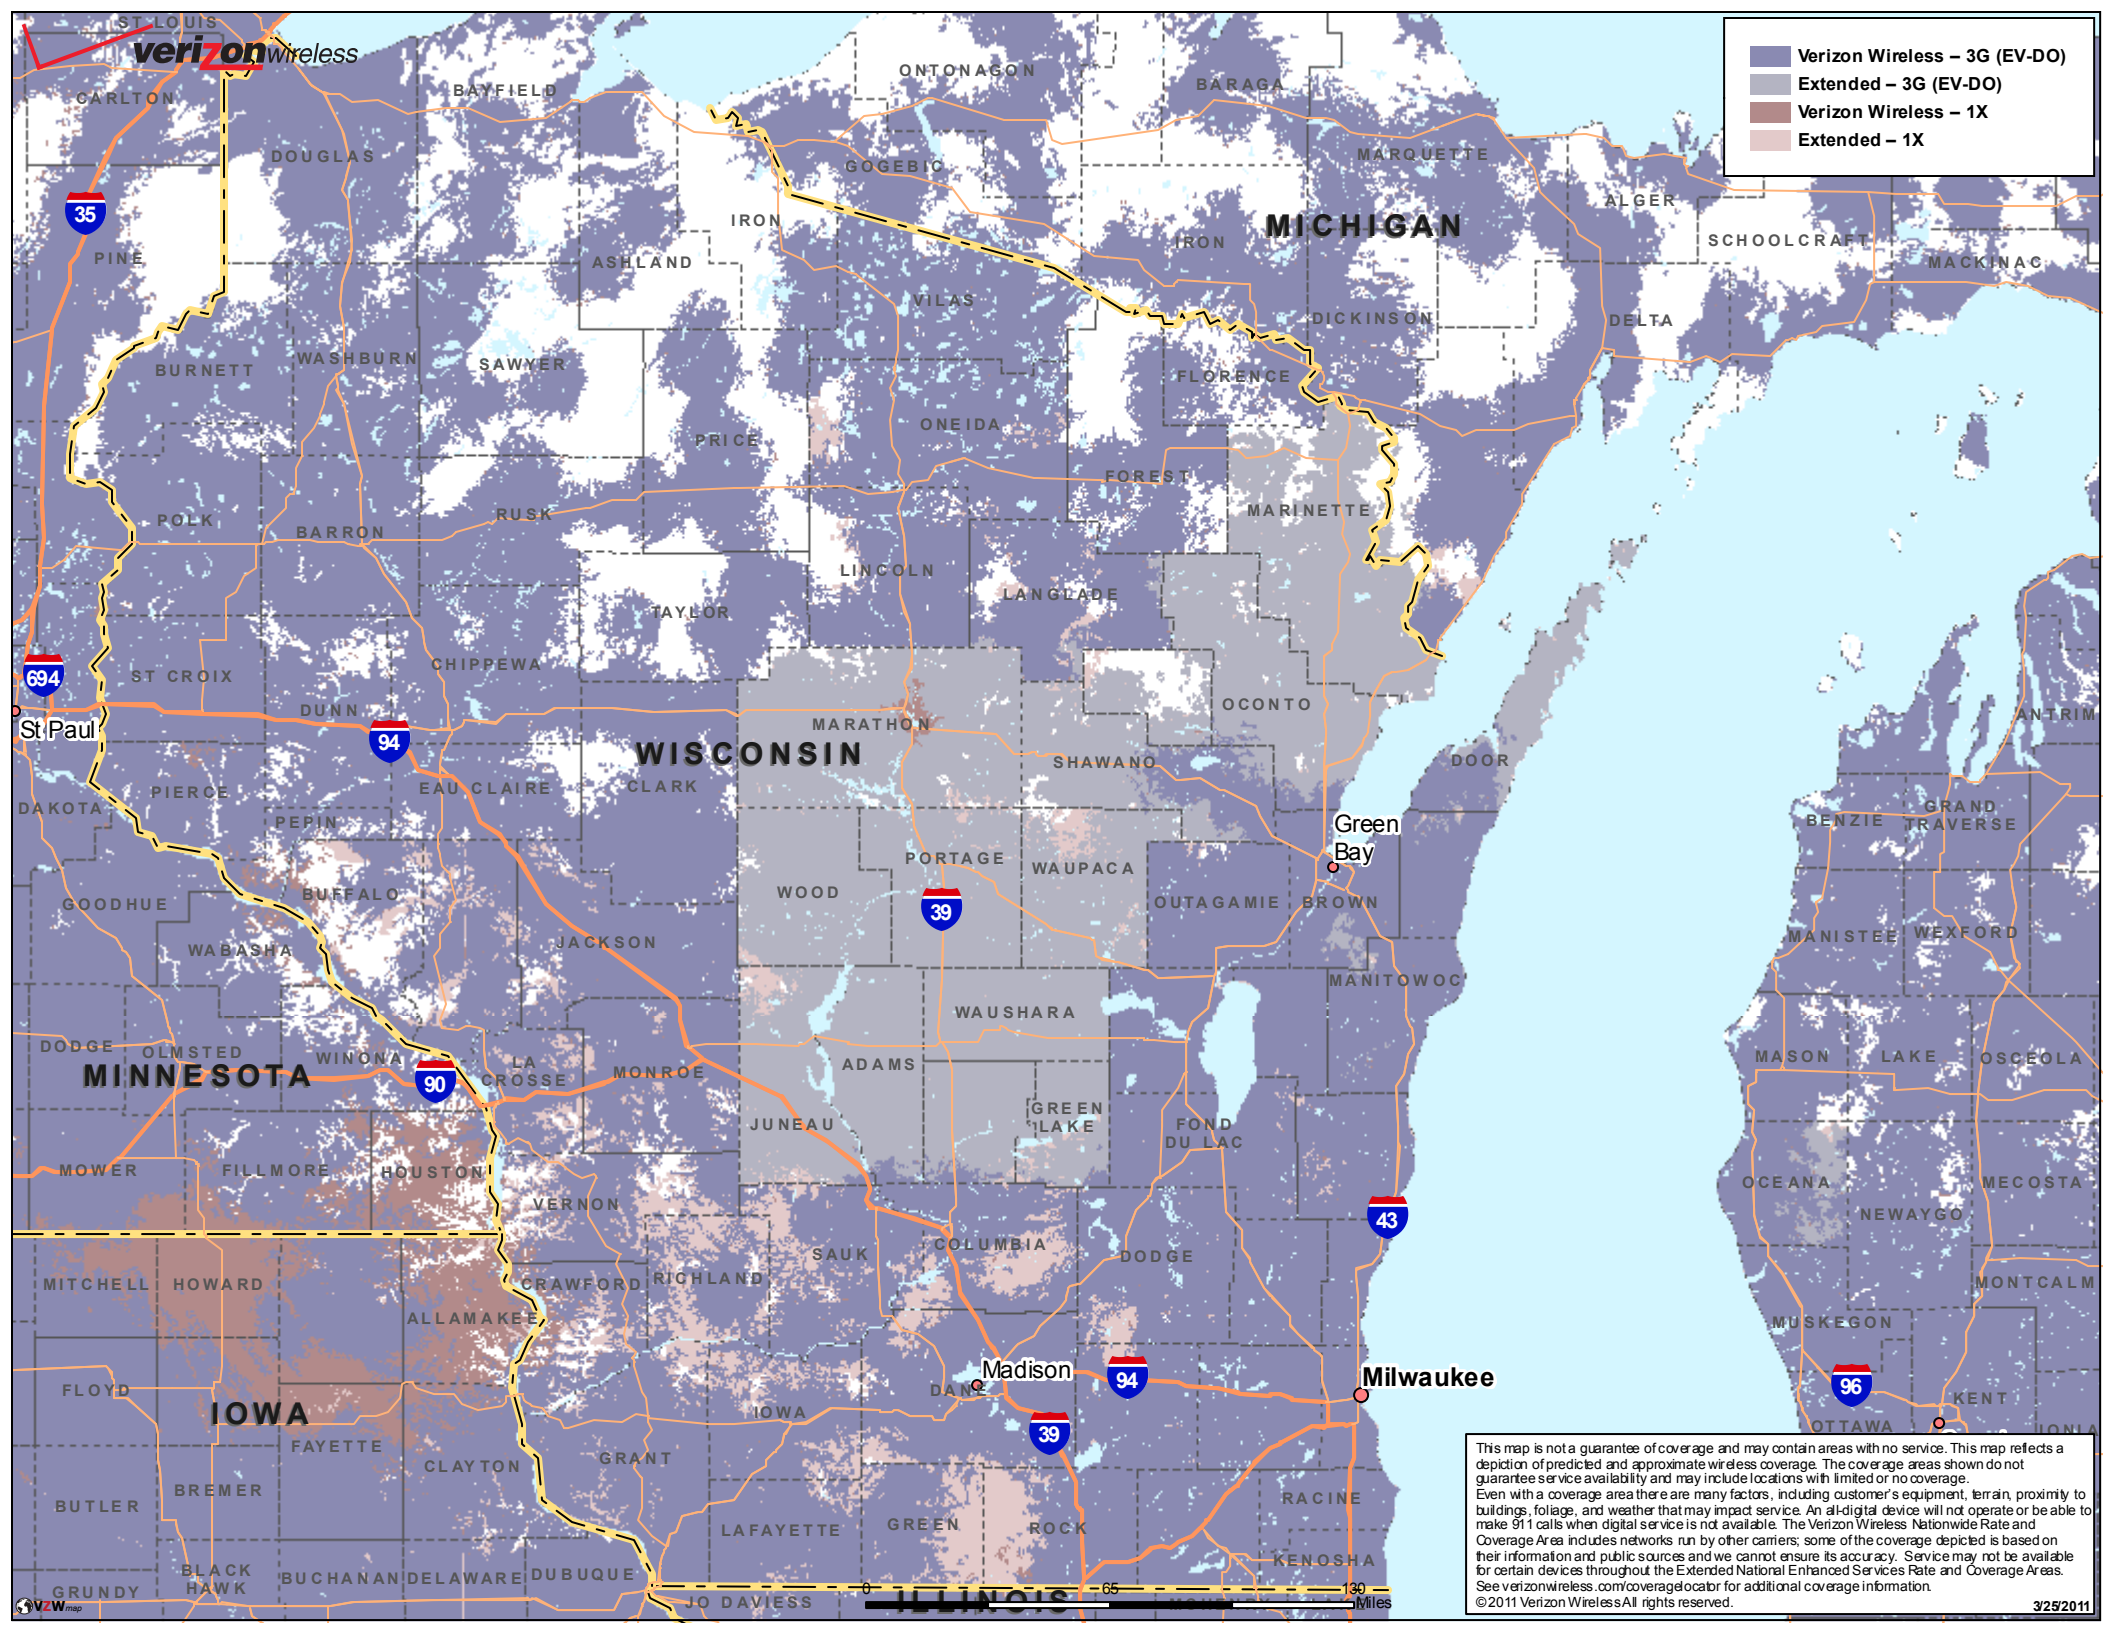 ST LOUIS
verizonwireless
CARLTON
BAYFIELD
ONTONAGON
BARAGA
Verizon Wireless – 3G (EV-DO)
Extended – 3G (EV-DO)
Verizon Wireless – 1X
Extended – 1X
DOUGLAS
GOGEBIC
MARQUETTE
35
IRON
MICHIGAN
ALGER
PINE
ASHLAND
IRON
SCHOOLCRAFT
MACKINAC
VILAS
DICKINSON
DELTA
BURNETT
WASHBURN
SAWYER
FLORENCE
PRICE
ONEIDA
FOREST
POLK
BARRON
RUSK
MARINETTE
LINCOLN
LANGLADE
TAYLOR
694
ST CROIX
CHIPPEWA
St Paul
DUNN
94
MARATHON
OCONTO
ANTRIM
WISCONSIN
SHAWANO
DOOR
DAKOTA
PIERCE
EAU CLAIRE
CLARK
PEPIN
Green
Bay
BENZIE
GRAND
TRAVERSE
PORTAGE
WAUPACA
WOOD
BUFFALO
GOODHUE
39
OUTAGAMIE
BROWN
WABASHA
JACKSON
MANISTEE
WEXFORD
MANITOWOC
WAUSHARA
DODGE
OLMSTED
WINONA
LA
CROSSE
MONROE
ADAMS
MASON
LAKE
OSCEOLA
MINNESOTA
90
GREEN
LAKE
JUNEAU
FOND
DU LAC
MOWER
FILLMORE
HOUSTON
OCEANA
MECOSTA
VERNON
43
NEWAYGO
SAUK
COLUMBIA
DODGE
MITCHELL
HOWARD
CRAWFORD
RICHLAND
MONTCALM
ALLAMAKEE
MUSKEGON
FLOYD
Madison
94
Milwaukee
DANE
96
KENT
IOWA
IOWA
39
OTTAWA
IONIA
FAYETTE
CLAYTON
GRANT
BREMER
BUTLER
RACINE
LAFAYETTE
GREEN
ROCK
KENOSHA
BLACK
HAWK
BUCHANAN
DELAWARE
DUBUQUE
GRUNDY
JO DAVIESS
ILLINOIS
0
65
130
Miles
VZWmap
This map is not a guarantee of coverage and may contain areas with no service. This map reflects a
depiction of predicted and approximate wireless coverage. The coverage areas shown do not
guarantee service availability and may include locations with limited or no coverage.
Even with a coverage area there are many factors, including customer's equipment, terrain, proximity to
buildings, foliage, and weather that may impact service. An all-digital device will not operate or be able to
make 911 calls when digital service is not available. The Verizon Wireless Nationwide Rate and
Coverage Area includes networks run by other carriers; some of the coverage depicted is based on
their information and public sources and we cannot ensure its accuracy. Service may not be available
for certain devices throughout the Extended National Enhanced Services Rate and Coverage Areas.
See verizonwireless.com/coveragelocator for additional coverage information.
©2011 Verizon Wireless All rights reserved.
3/25/2011